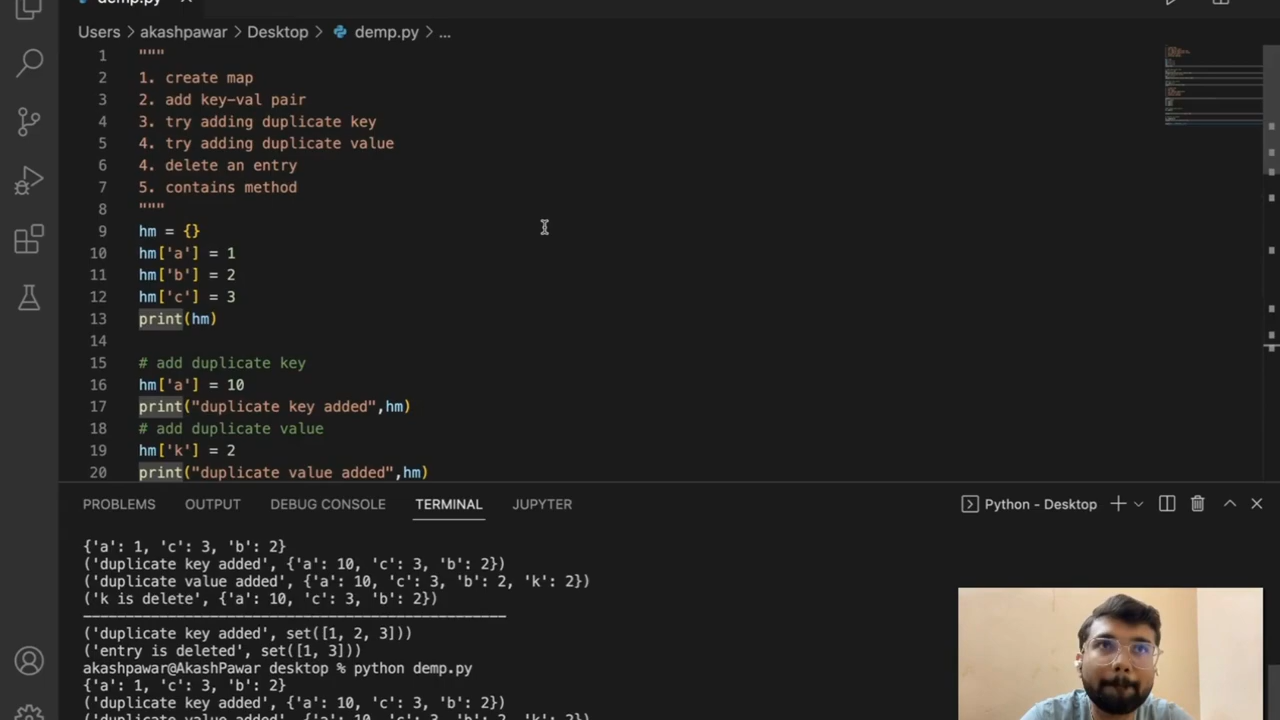 demp.py
Users > akashpawar > Desktop > demp.py > ...
1 """
2 1. create map
3 2. add key-val pair
4 3. try adding duplicate key
5 4. try adding duplicate value
6 4. delete an entry
7 5. contains method
8 """
9 hm = {}
10 hm['a'] = 1
11 hm['b'] = 2
12 hm['c'] = 3
13 print(hm)
14
15 # add duplicate key
16 hm['a'] = 10
17 print("duplicate key added",hm)
18 # add duplicate value
19 hm['k'] = 2
20 print("duplicate value added",hm)
PROBLEMS OUTPUT DEBUG CONSOLE TERMINAL JUPYTER Python - Desktop
{'a': 1, 'c': 3, 'b': 2}
('duplicate key added', {'a': 10, 'c': 3, 'b': 2})
('duplicate value added', {'a': 10, 'c': 3, 'b': 2, 'k': 2})
('k is delete', {'a': 10, 'c': 3, 'b': 2})
('duplicate key added', set([1, 2, 3]))
('entry is deleted', set([1, 3]))
akashpawar@AkashPawar desktop % python demp.py
{'a': 1, 'c': 3, 'b': 2}
('duplicate key added', {'a': 10, 'c': 3, 'b': 2})
('duplicate value added', {'a': 10, 'c': 3, 'b': 2, 'k': 2})